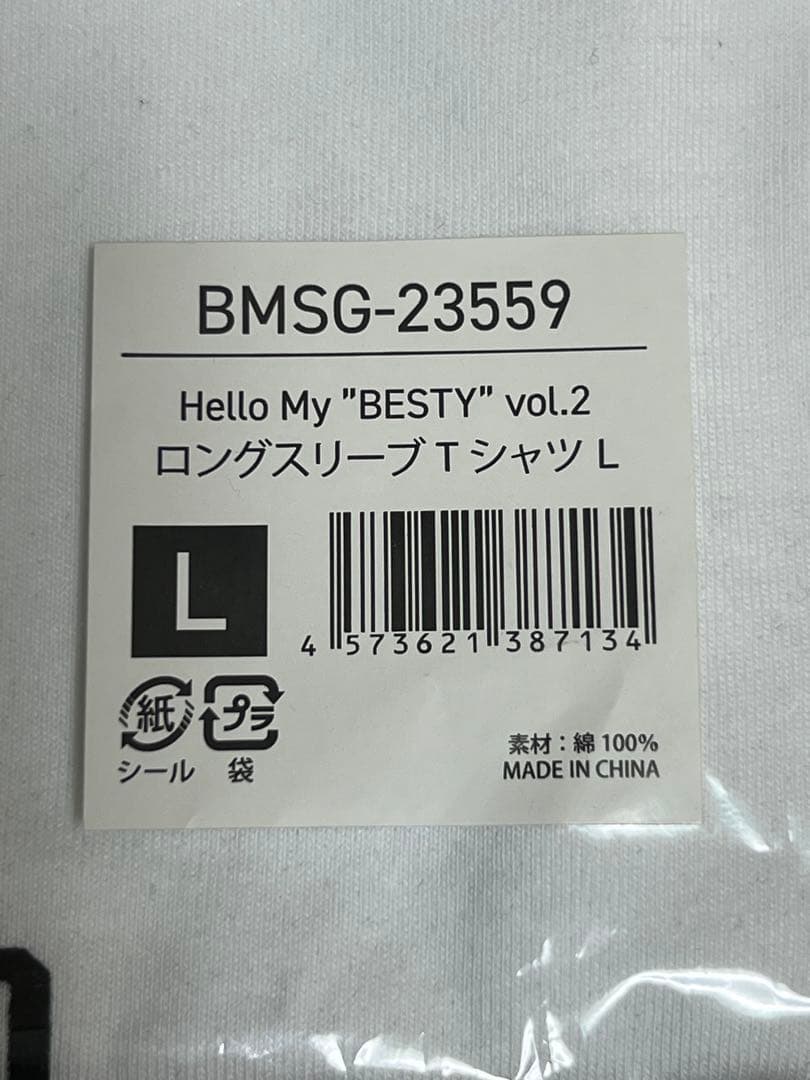 BMSG-23559
Hello My ”BESTY” vol.2
ロングスリーブTシャツ L
L
4 573621 387134
紙 プラ
シール 袋
素材：綿 100%
MADE IN CHINA